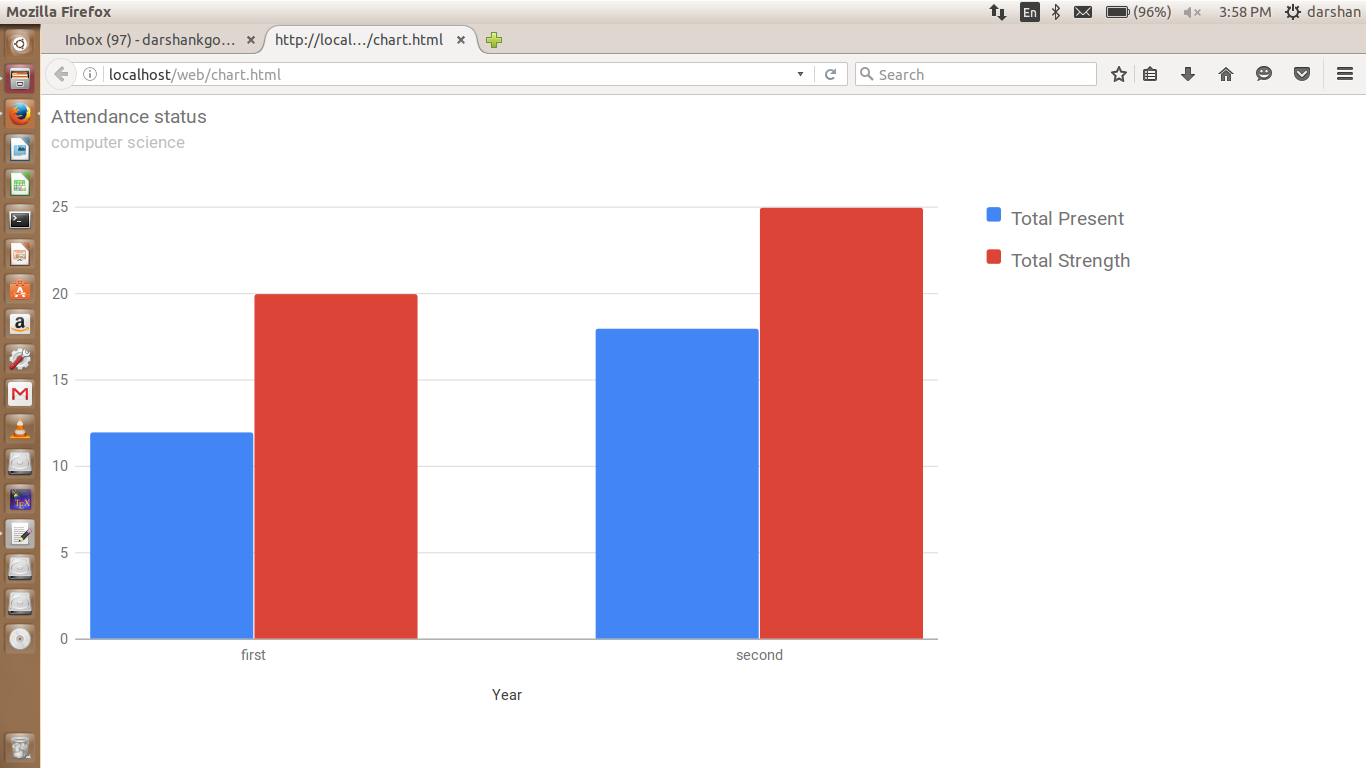 Mozilla Firefox
En
(96%)
3:58 PM
darshan
Inbox (97) - darshankgo...
http://local.../chart.html
localhost/web/chart.html
Search
Attendance status
computer science
25
20
15
10
5
0
first
second
Year
Total Present
Total Strength